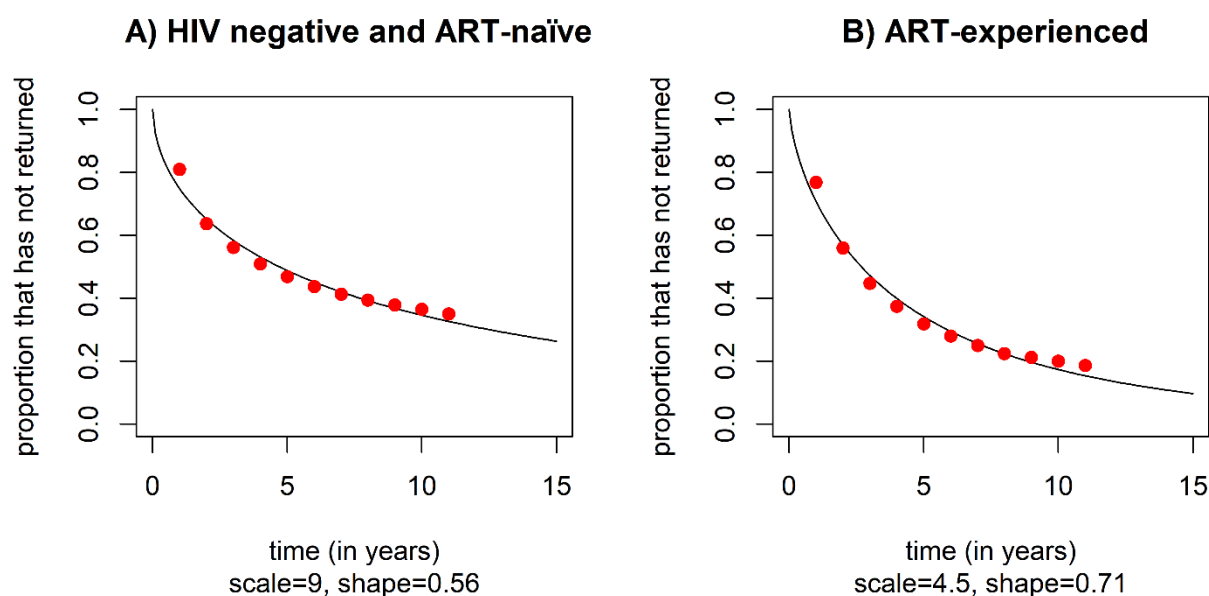 A) HIV negative and ART-naïve
proportion that has not returned
1.0
0.8
0.6
0.4
0.2
0.0
0 5 10 15
time (in years)
scale=9, shape=0.56
B) ART-experienced
proportion that has not returned
1.0
0.8
0.6
0.4
0.2
0.0
0 5 10 15
time (in years)
scale=4.5, shape=0.71